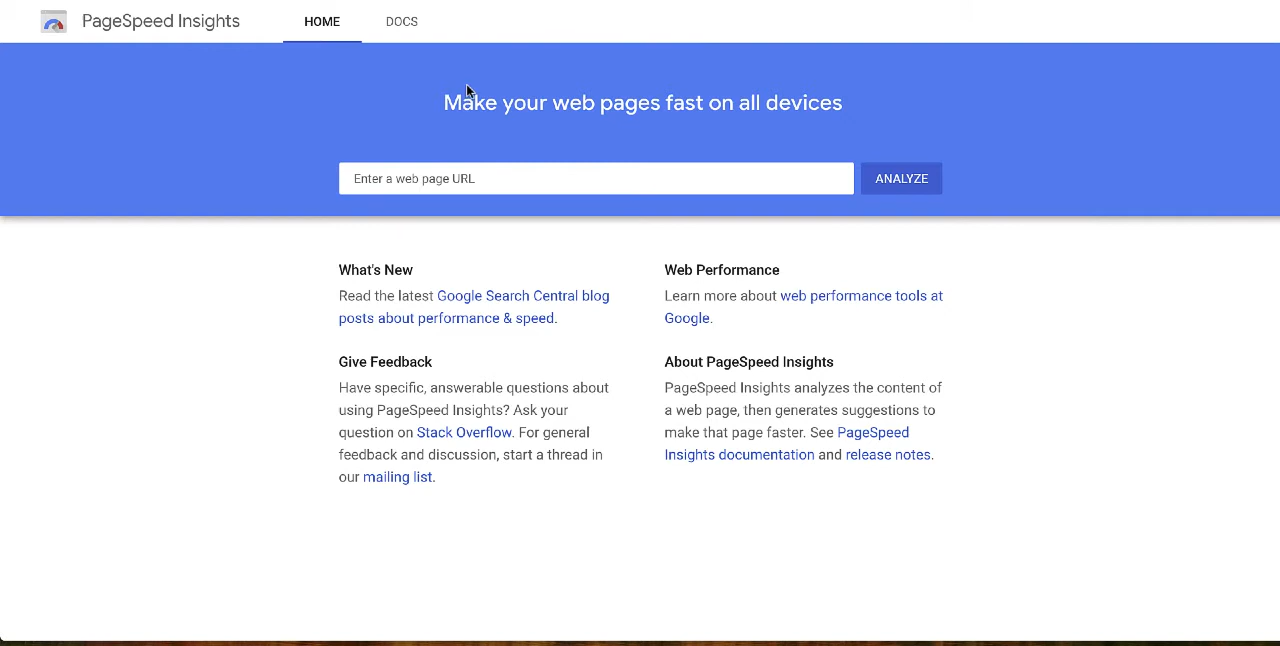 PageSpeed Insights
HOME
DOCS
Make your web pages fast on all devices
Enter a web page URL
ANALYZE
What's New
Read the latest Google Search Central blog
posts about performance & speed.
Give Feedback
Have specific, answerable questions about
using PageSpeed Insights? Ask your
question on Stack Overflow. For general
feedback and discussion, start a thread in
our mailing list.
Web Performance
Learn more about web performance tools at
Google.
About PageSpeed Insights
PageSpeed Insights analyzes the content of
a web page, then generates suggestions to
make that page faster. See PageSpeed
Insights documentation and release notes.